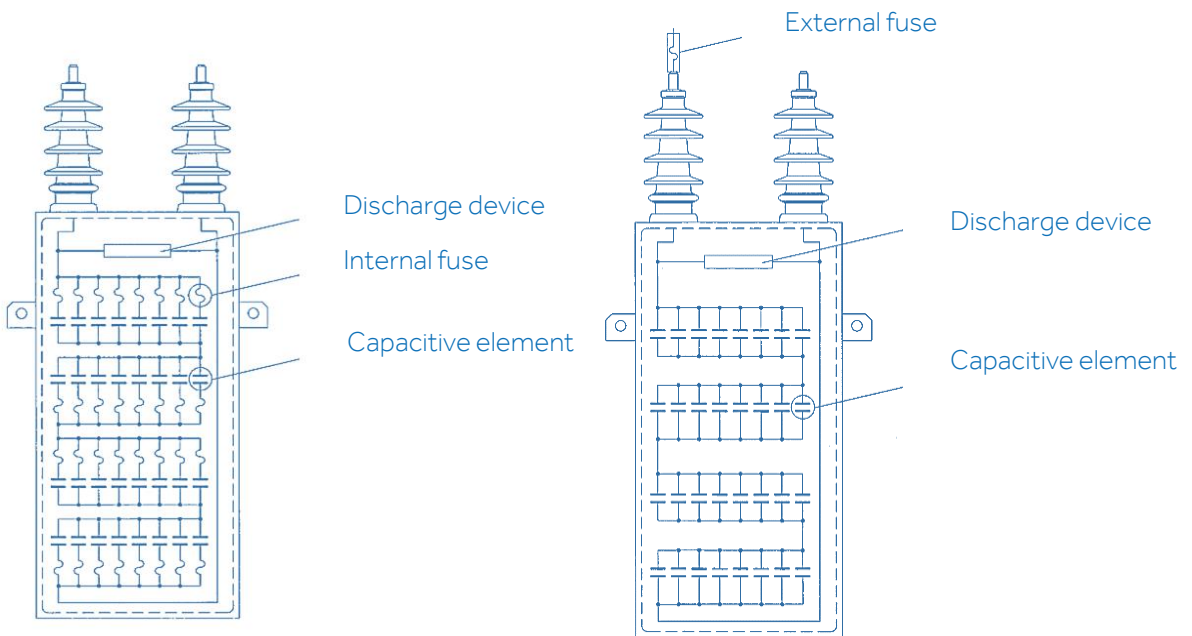 External fuse
Discharge device
Internal fuse
Capacitive element
Discharge device
Capacitive element